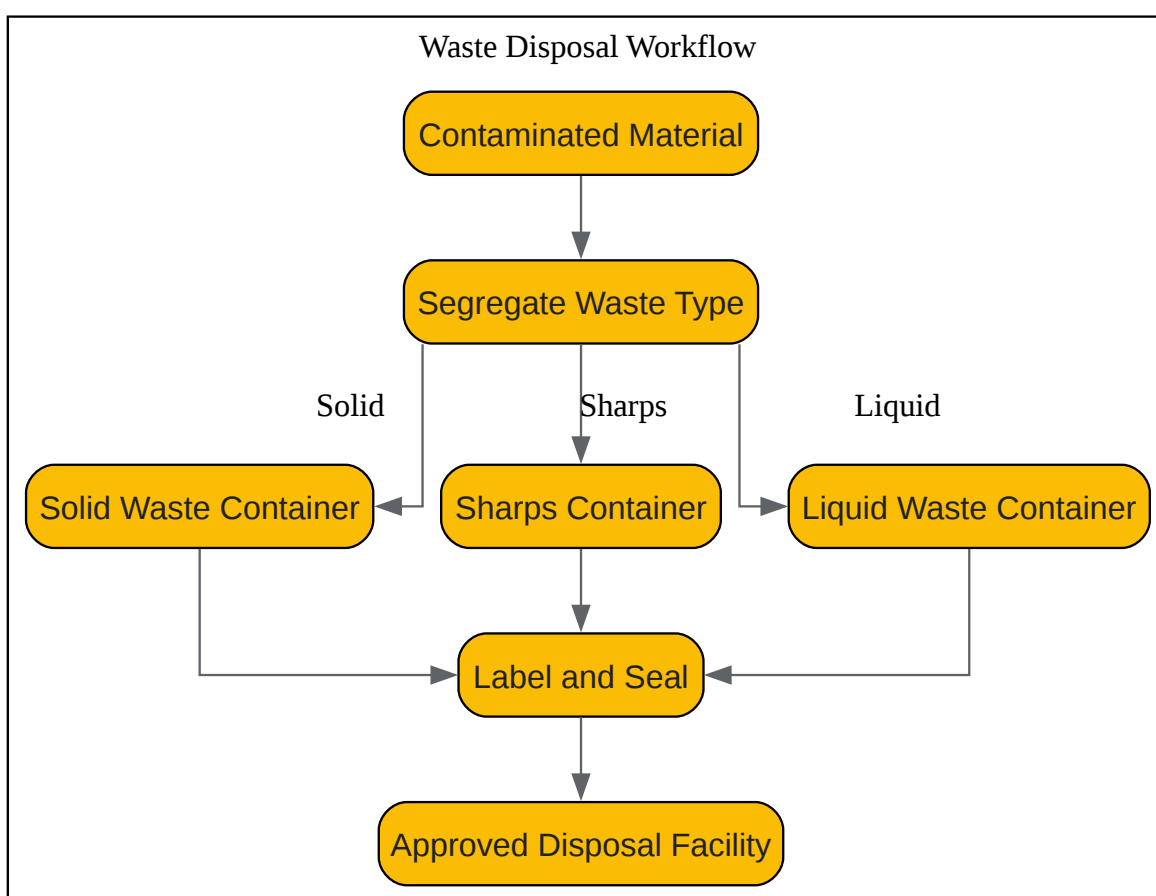 Waste Disposal Workflow
Contaminated Material
Segregate Waste Type
Solid
Sharps
Liquid
Solid Waste Container
Sharps Container
Liquid Waste Container
Label and Seal
Approved Disposal Facility